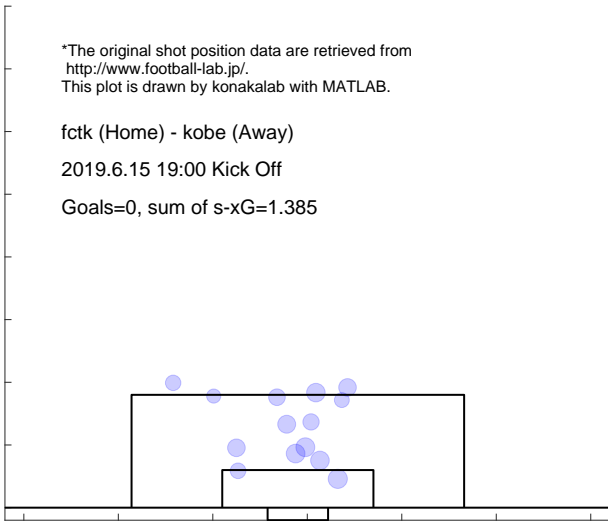 *The original shot position data are retrieved from
http://www.football-lab.jp/.
This plot is drawn by konakalab with MATLAB.
fctk (Home) - kobe (Away)
2019.6.15 19:00 Kick Off
Goals=0, sum of s-xG=1.385